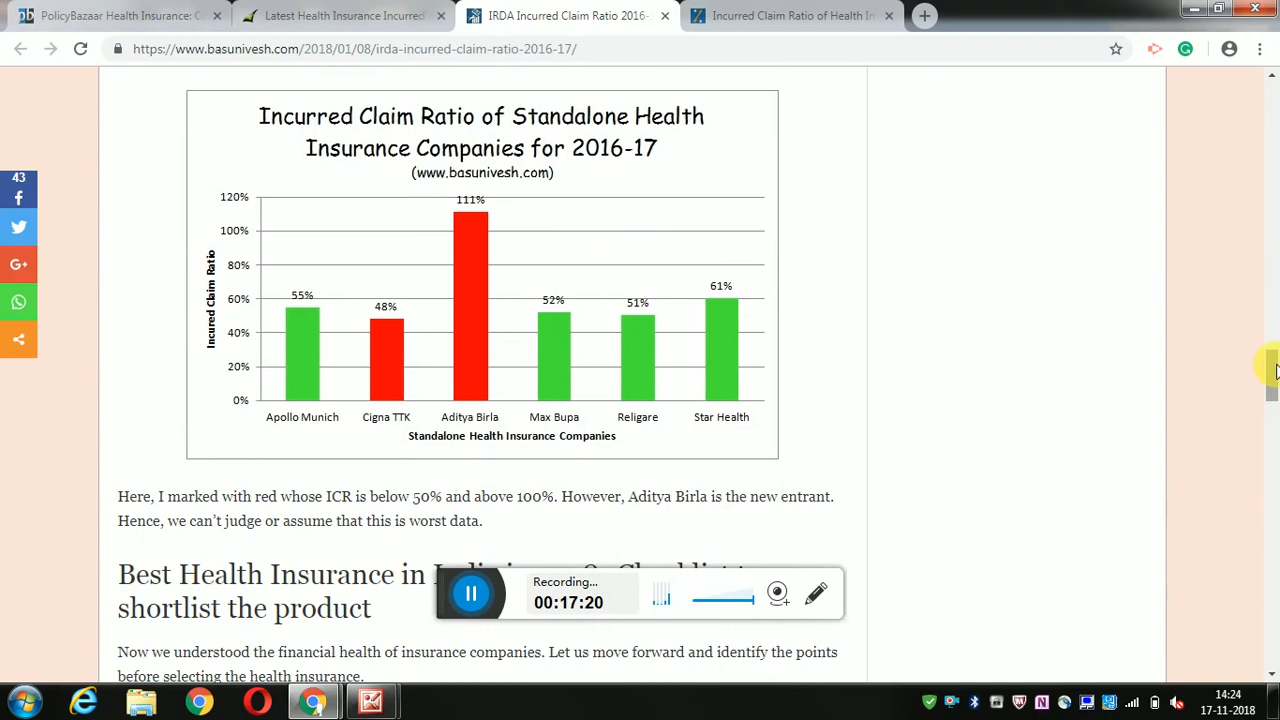 PolicyBazaar Health Insurance: C
Latest Health Insurance Incurred
IRDA Incurred Claim Ratio 2016-
Incurred Claim Ratio of Health In
https://www.basunivesh.com/2018/01/08/irda-incurred-claim-ratio-2016-17/
43
Incurred Claim Ratio of Standalone Health
Insurance Companies for 2016-17
(www.basunivesh.com)
Incured Claim Ratio
120%
100%
80%
60%
40%
20%
0%
55%
48%
111%
52%
51%
61%
Apollo Munich
Cigna TTK
Aditya Birla
Max Bupa
Religare
Star Health
Standalone Health Insurance Companies
Here, I marked with red whose ICR is below 50% and above 100%. However, Aditya Birla is the new entrant.
Hence, we can't judge or assume that this is worst data.
Best Health Insurance in
shortlist the product
Recording...
00:17:20
Now we understood the financial health of insurance companies. Let us move forward and identify the points
before selecting the health insurance.
14:24
17-11-2018